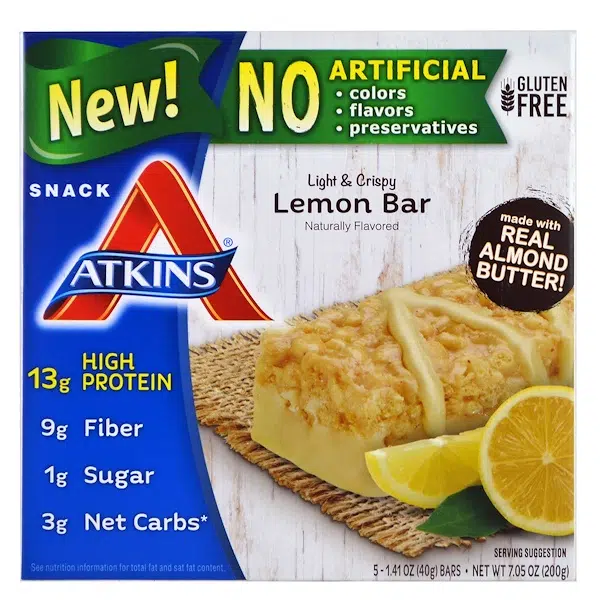 New!
NO
ARTIFICIAL
• colors
• flavors
• preservatives
GLUTEN
FREE
SNACK
ATKINS®
Light & Crispy
Lemon Bar
Naturally Flavored
made with
REAL
ALMOND
BUTTER!
13g HIGH PROTEIN
9g Fiber
1g Sugar
3g Net Carbs*
See nutrition information for total fat and sat fat content.
SERVING SUGGESTION
5 - 1.41 OZ (40g) BARS • NET WT 7.05 OZ (200g)